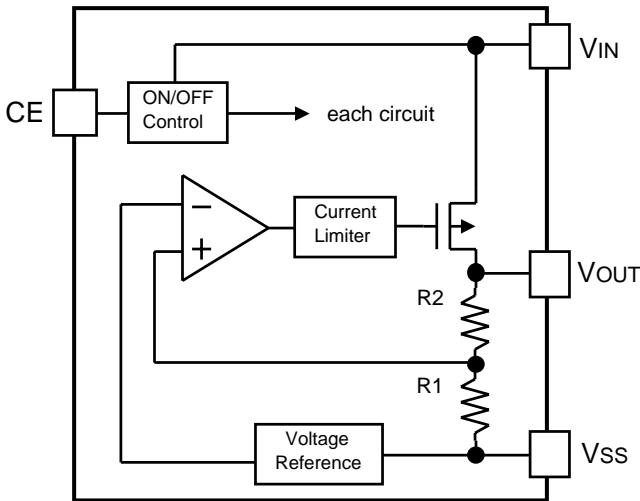 VIN
CE
ON/OFF
Control
each circuit
−
+
Current
Limiter
VOUT
R2
R1
Voltage
Reference
VSS